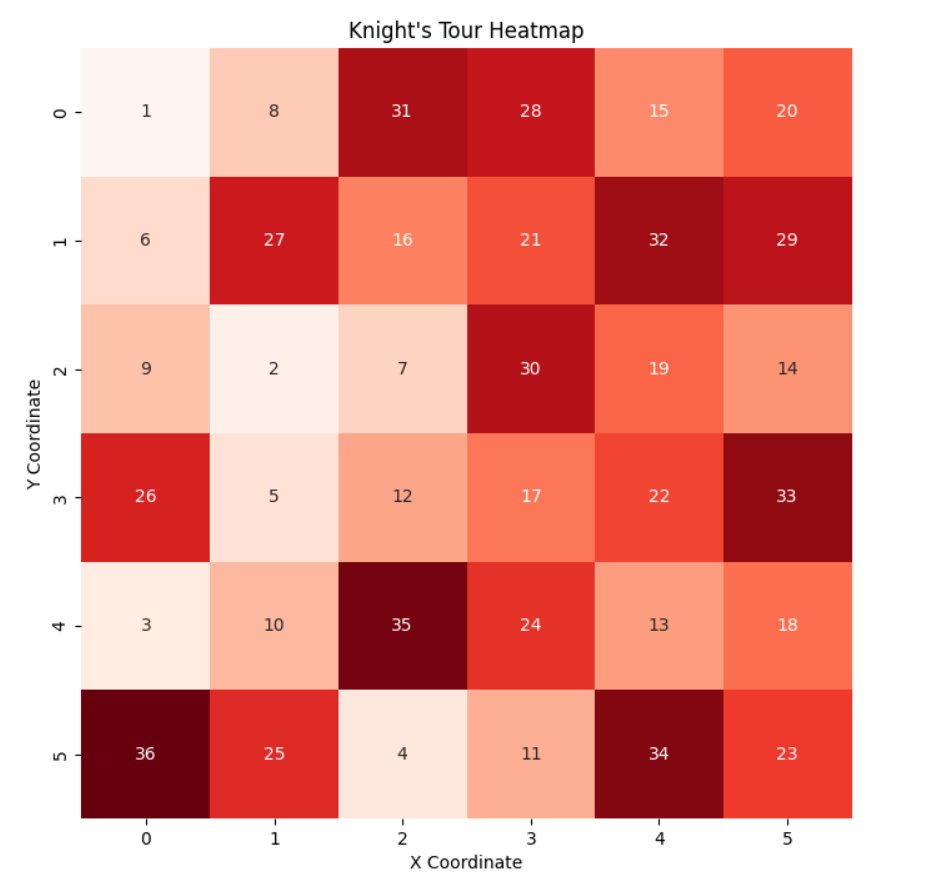 Knight's Tour Heatmap
0 1 8 31 28 15 20
1 6 27 16 21 32 29
2 9 2 7 30 19 14
Y Coordinate
3 26 5 12 17 22 33
4 3 10 35 24 13 18
5 36 25 4 11 34 23
0 1 2 3 4 5
X Coordinate